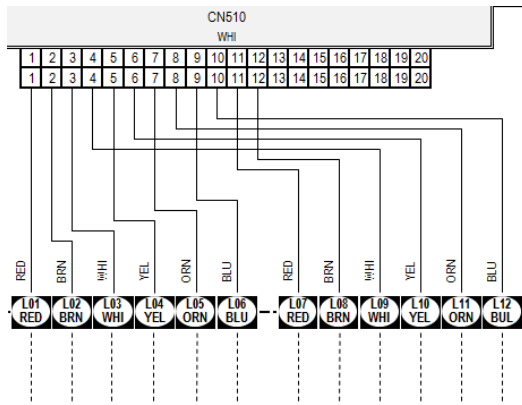 CN510
WHI
1 2 3 4 5 6 7 8 9 10 11 12 13 14 15 16 17 18 19 20
1 2 3 4 5 6 7 8 9 10 11 12 13 14 15 16 17 18 19 20
RED BRN WHI YEL ORN BLU RED BRN WHI YEL ORN BLU
L01 L02 L03 L04 L05 L06 L07 L08 L09 L10 L11 L12
RED BRN WHI YEL ORN BLU RED BRN WHI YEL ORN BUL